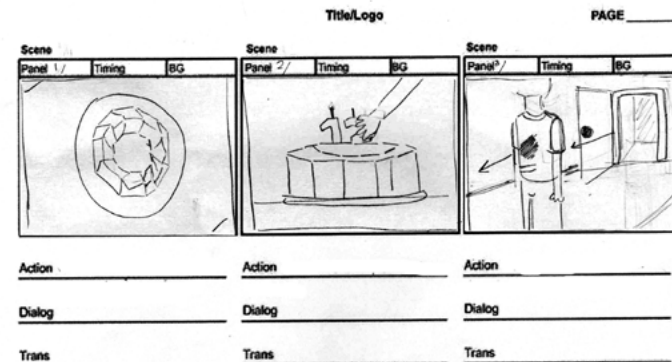 Title/Logo
PAGE
Scene
Scene
Scene
Panel 1/ Timing BG
Panel 2/ Timing BG
Panel 3/ Timing BG
Action
Action
Action
Dialog
Dialog
Dialog
Trans
Trans
Trans